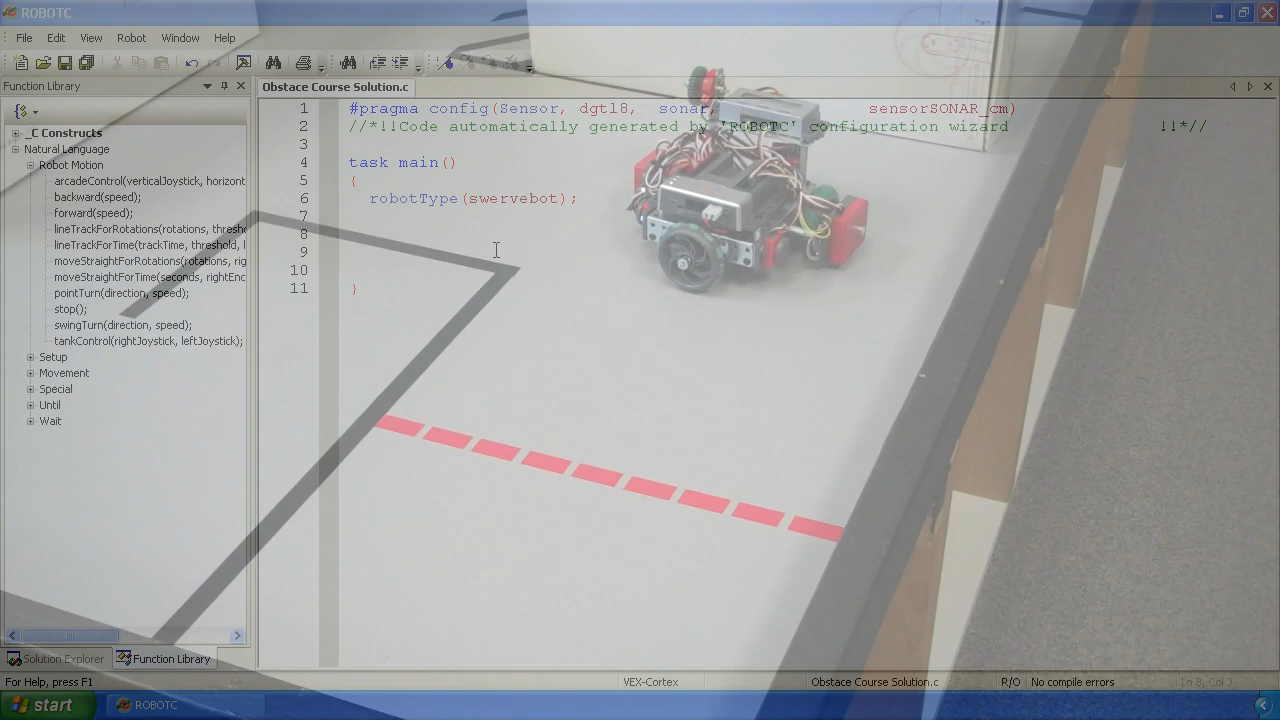 ROBOTC
File Edit View Robot Window Help
Function Library
Obstace Course Solution.c
_C Constructs
Natural Language
Robot Motion
arcadeControl(verticalJoystick, horizont
backward(speed);
forward(speed);
lineTrackForRotations(rotations, thresho
lineTrackForTime(trackTime, threshold, l
moveStraightForRotations(rotations, rig
moveStraightForTime(seconds, rightEnc
pointTurn(direction, speed);
stop();
swingTurn(direction, speed);
tankControl(rightJoystick, leftJoystick);
Setup
Movement
Special
Until
Wait
1 #pragma config(Sensor, dgtl8, sonar, sensorSONAR_cm)
2 //*!!Code automatically generated by 'ROBOTC' configuration wizard !!*//
3
4 task main()
5 {
6 robotType(swervebot);
7
8
9
10
11 }
Solution Explorer Function Library
For Help, press F1 VEX-Cortex Obstace Course Solution.c R/O No compile errors Ln 8, Col 3
start ROBOTC